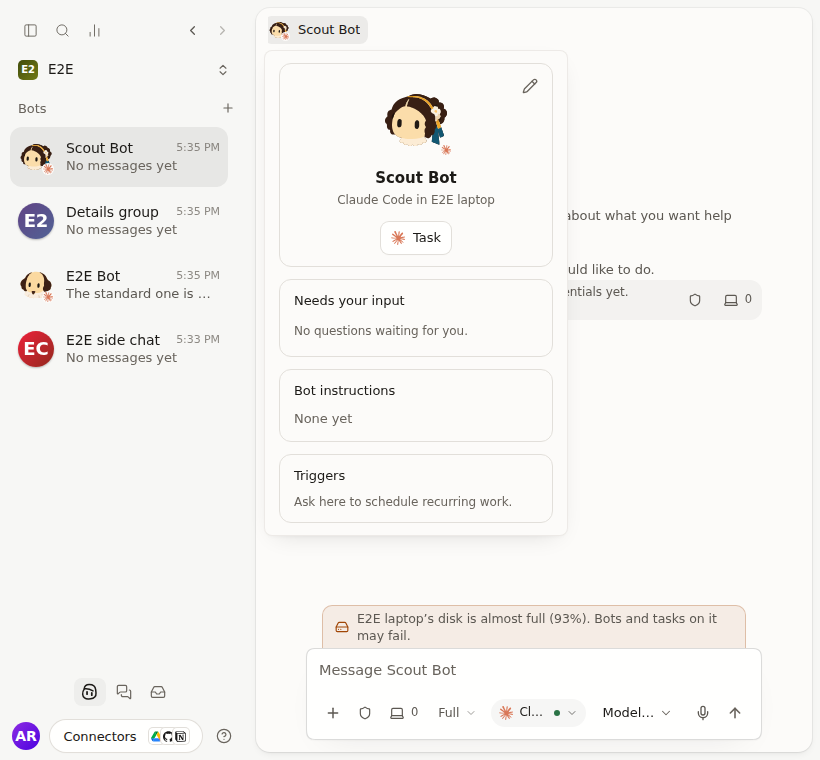 E2 E2E
Bots
Scout Bot 5:35 PM
No messages yet
E2 Details group 5:35 PM
No messages yet
E2E Bot 5:35 PM
The standard one is ...
EC E2E side chat 5:33 PM
No messages yet
AR Connectors
Scout Bot
Scout Bot
Claude Code in E2E laptop
Task
Needs your input
No questions waiting for you.
Bot instructions
None yet
Triggers
Ask here to schedule recurring work.
about what you want help
uld like to do.
entials yet.
0
E2E laptop's disk is almost full (93%). Bots and tasks on it
may fail.
Message Scout Bot
0 Full Cl... Model...